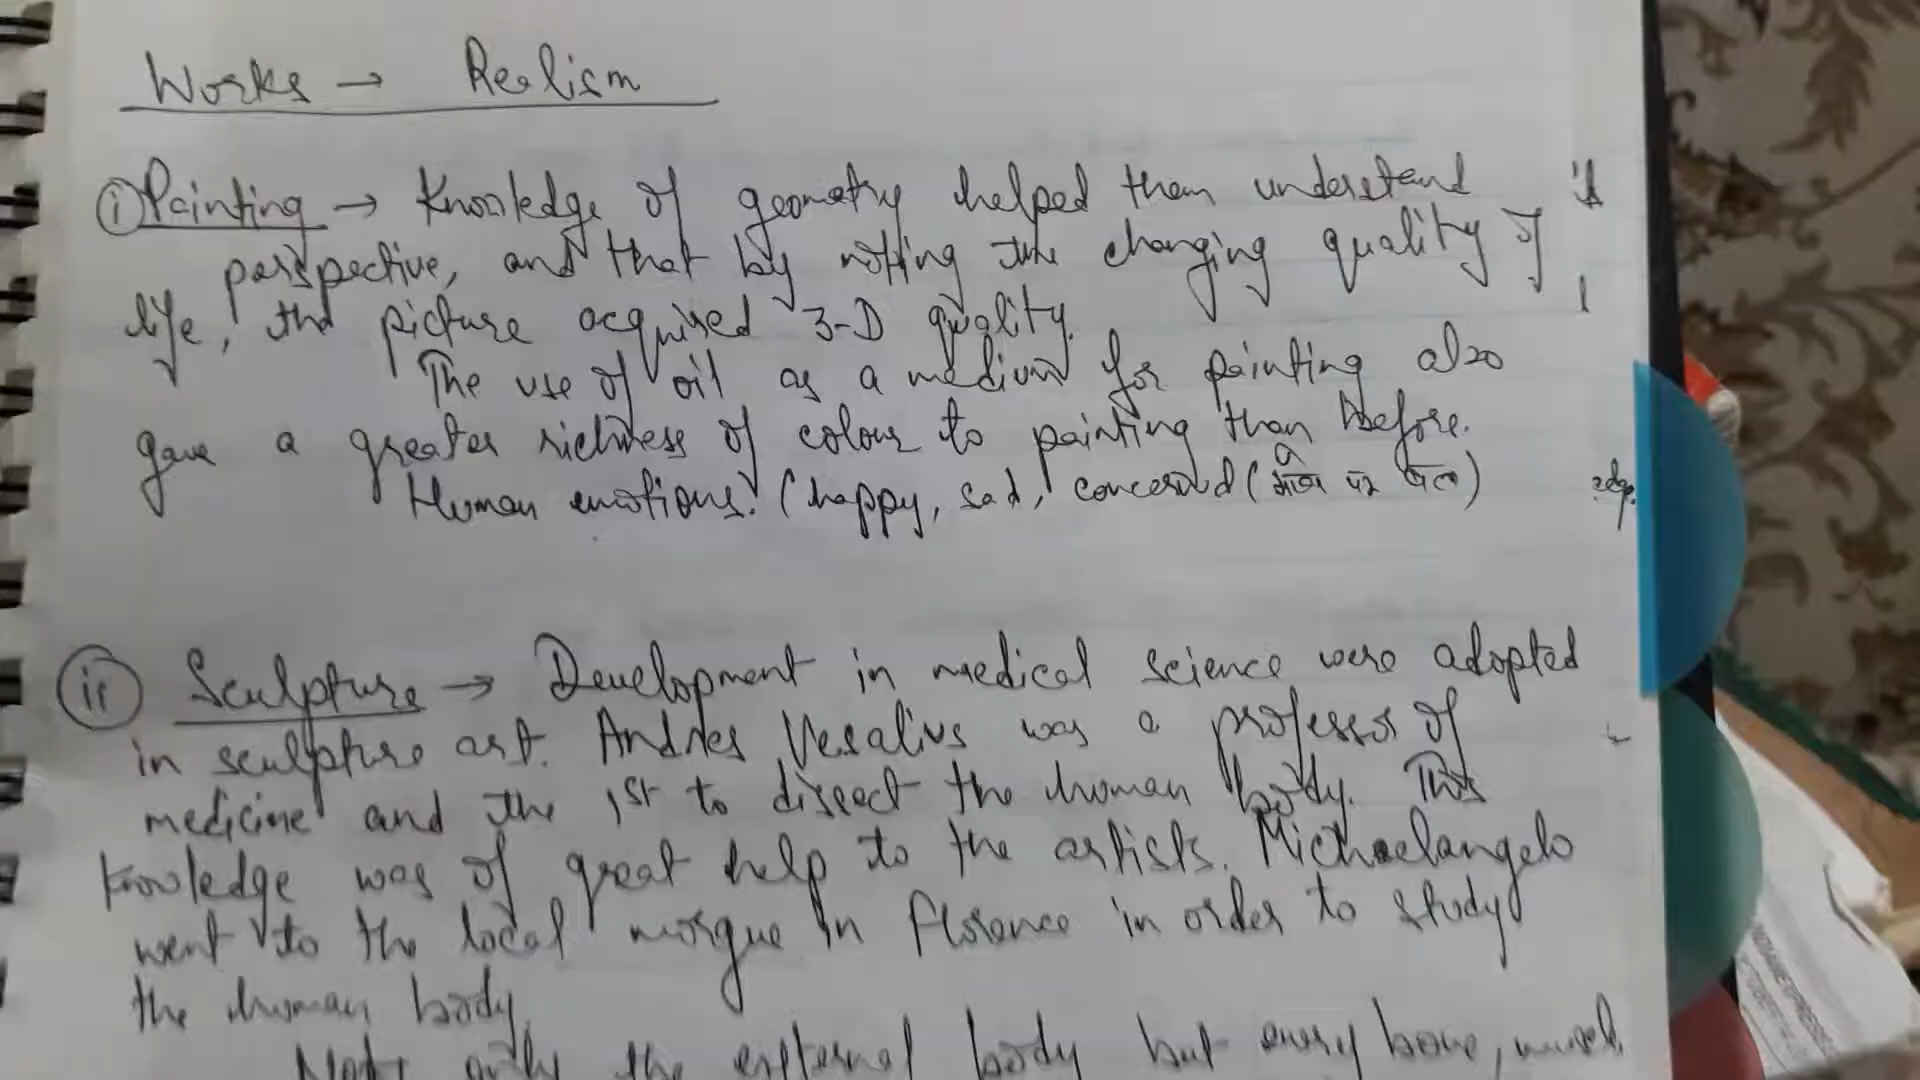 Works → Realism
(i) Painting → Knowledge of geometry helped them understand
perspective, and that by noting the changing quality of
life, the picture acquired 3-D quality.
The use of oil as a medium for painting also
gave a greater richness of colour to painting than before.
Human emotions. (happy, sad, concerned (
(ii) Sculpture → Development in medical science were adopted
in sculpture art. Andres Vesalius was a professor of
medicine and the 1st to dissect the human body. This
knowledge was of great help to the artists. Michaelangelo
went to the local morgue in Florence in order to study
the human body.
Not only the external body but every bone,